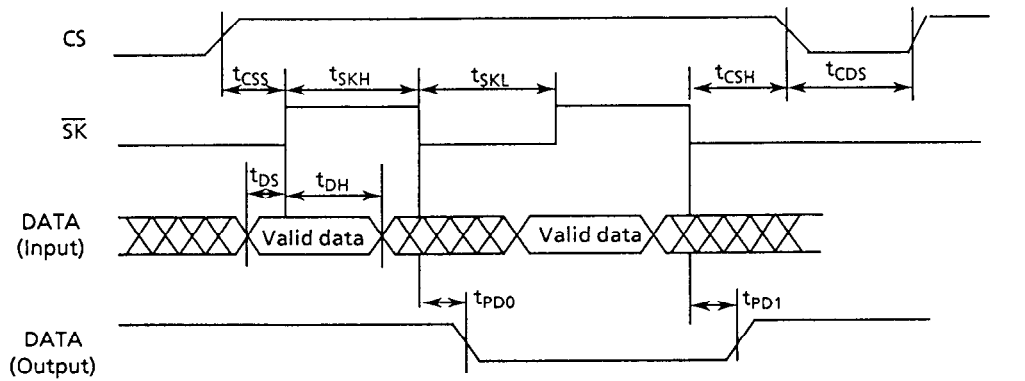 CS
tCSS
tSKH
tSKL
tCSH
tCDS
SK
tDS
tDH
DATA
(Input)
Valid data
Valid data
tPD0
tPD1
DATA
(Output)